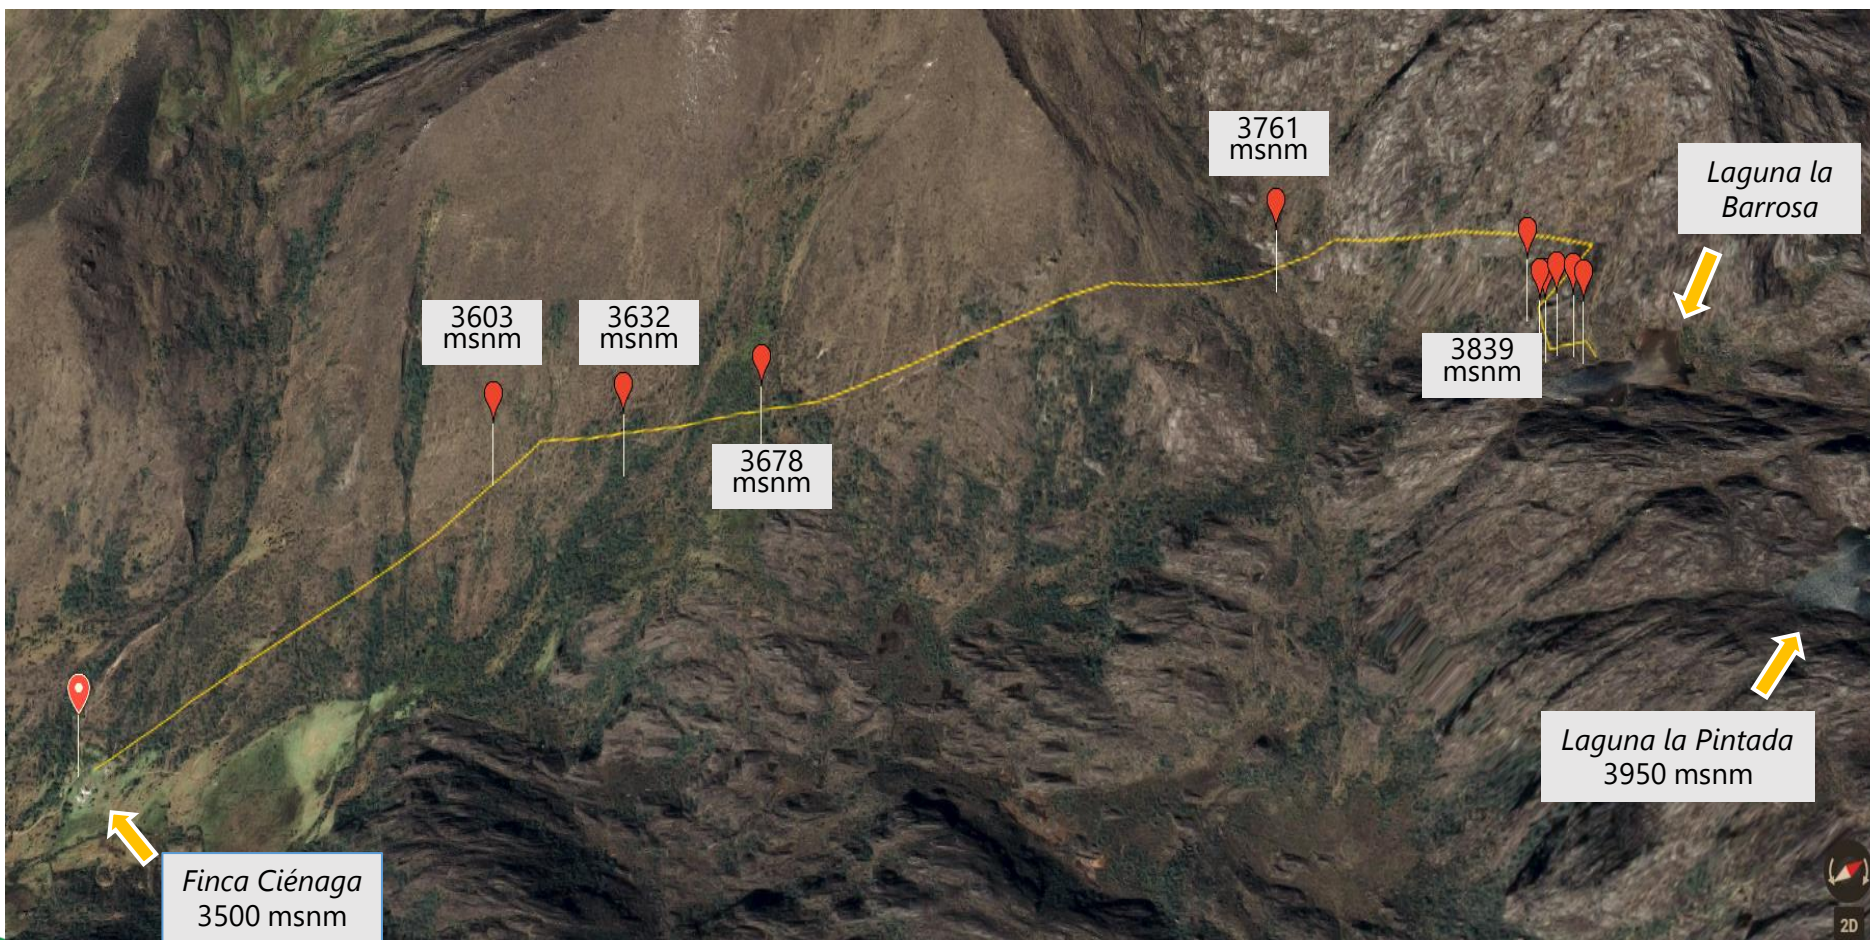 3761
msnm
Laguna la
Barrosa
3603
msnm
3632
msnm
3839
msnm
3678
msnm
Laguna la Pintada
3950 msnm
Finca Ciénaga
3500 msnm
2D